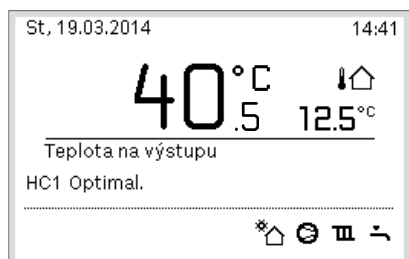 St, 19.03.2014 14:41
40.5 °C
12.5°C
Teplota na výstupu
HC1 Optimal.